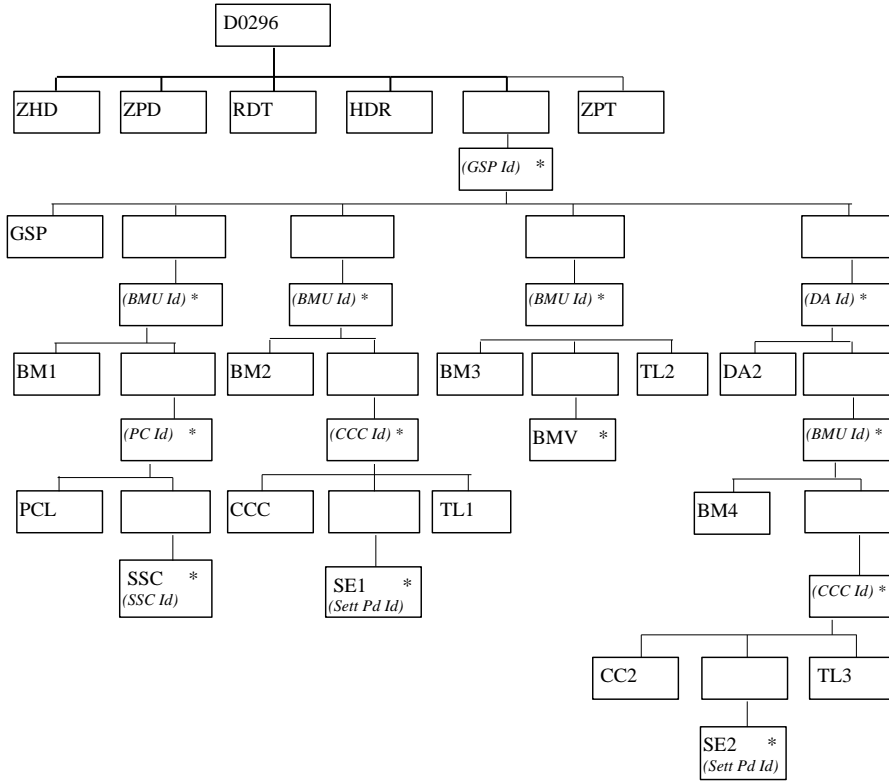 D0296
ZHD
ZPD
RDT
HDR
ZPT
(GSP Id) *
GSP
(BMU Id) *
(BMU Id) *
(BMU Id) *
(DA Id) *
BM1
BM2
BM3
TL2
DA2
(PC Id) *
(CCC Id) *
BMV *
(BMU Id) *
PCL
CCC
TL1
BM4
SSC *
(SSC Id)
SE1 *
(Sett Pd Id)
(CCC Id) *
CC2
TL3
SE2 *
(Sett Pd Id)